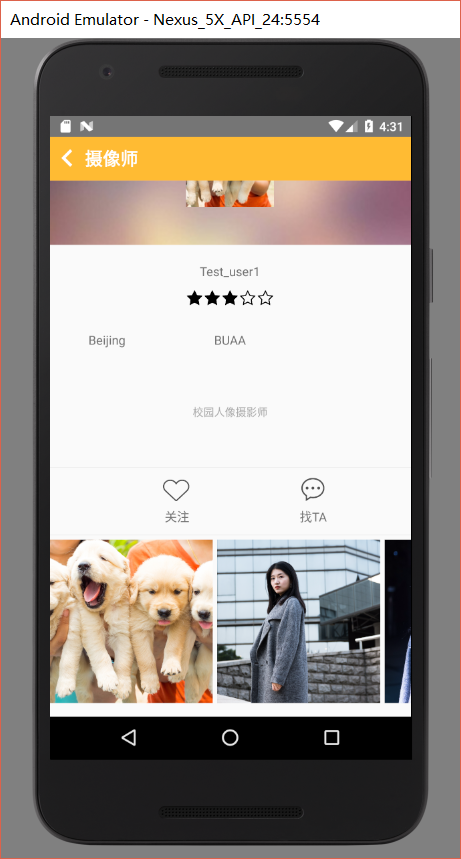 Android Emulator - Nexus_5X_API_24:5554
4:31
摄像师
Test_user1
Beijing BUAA
校园人像摄影师
关注 找TA